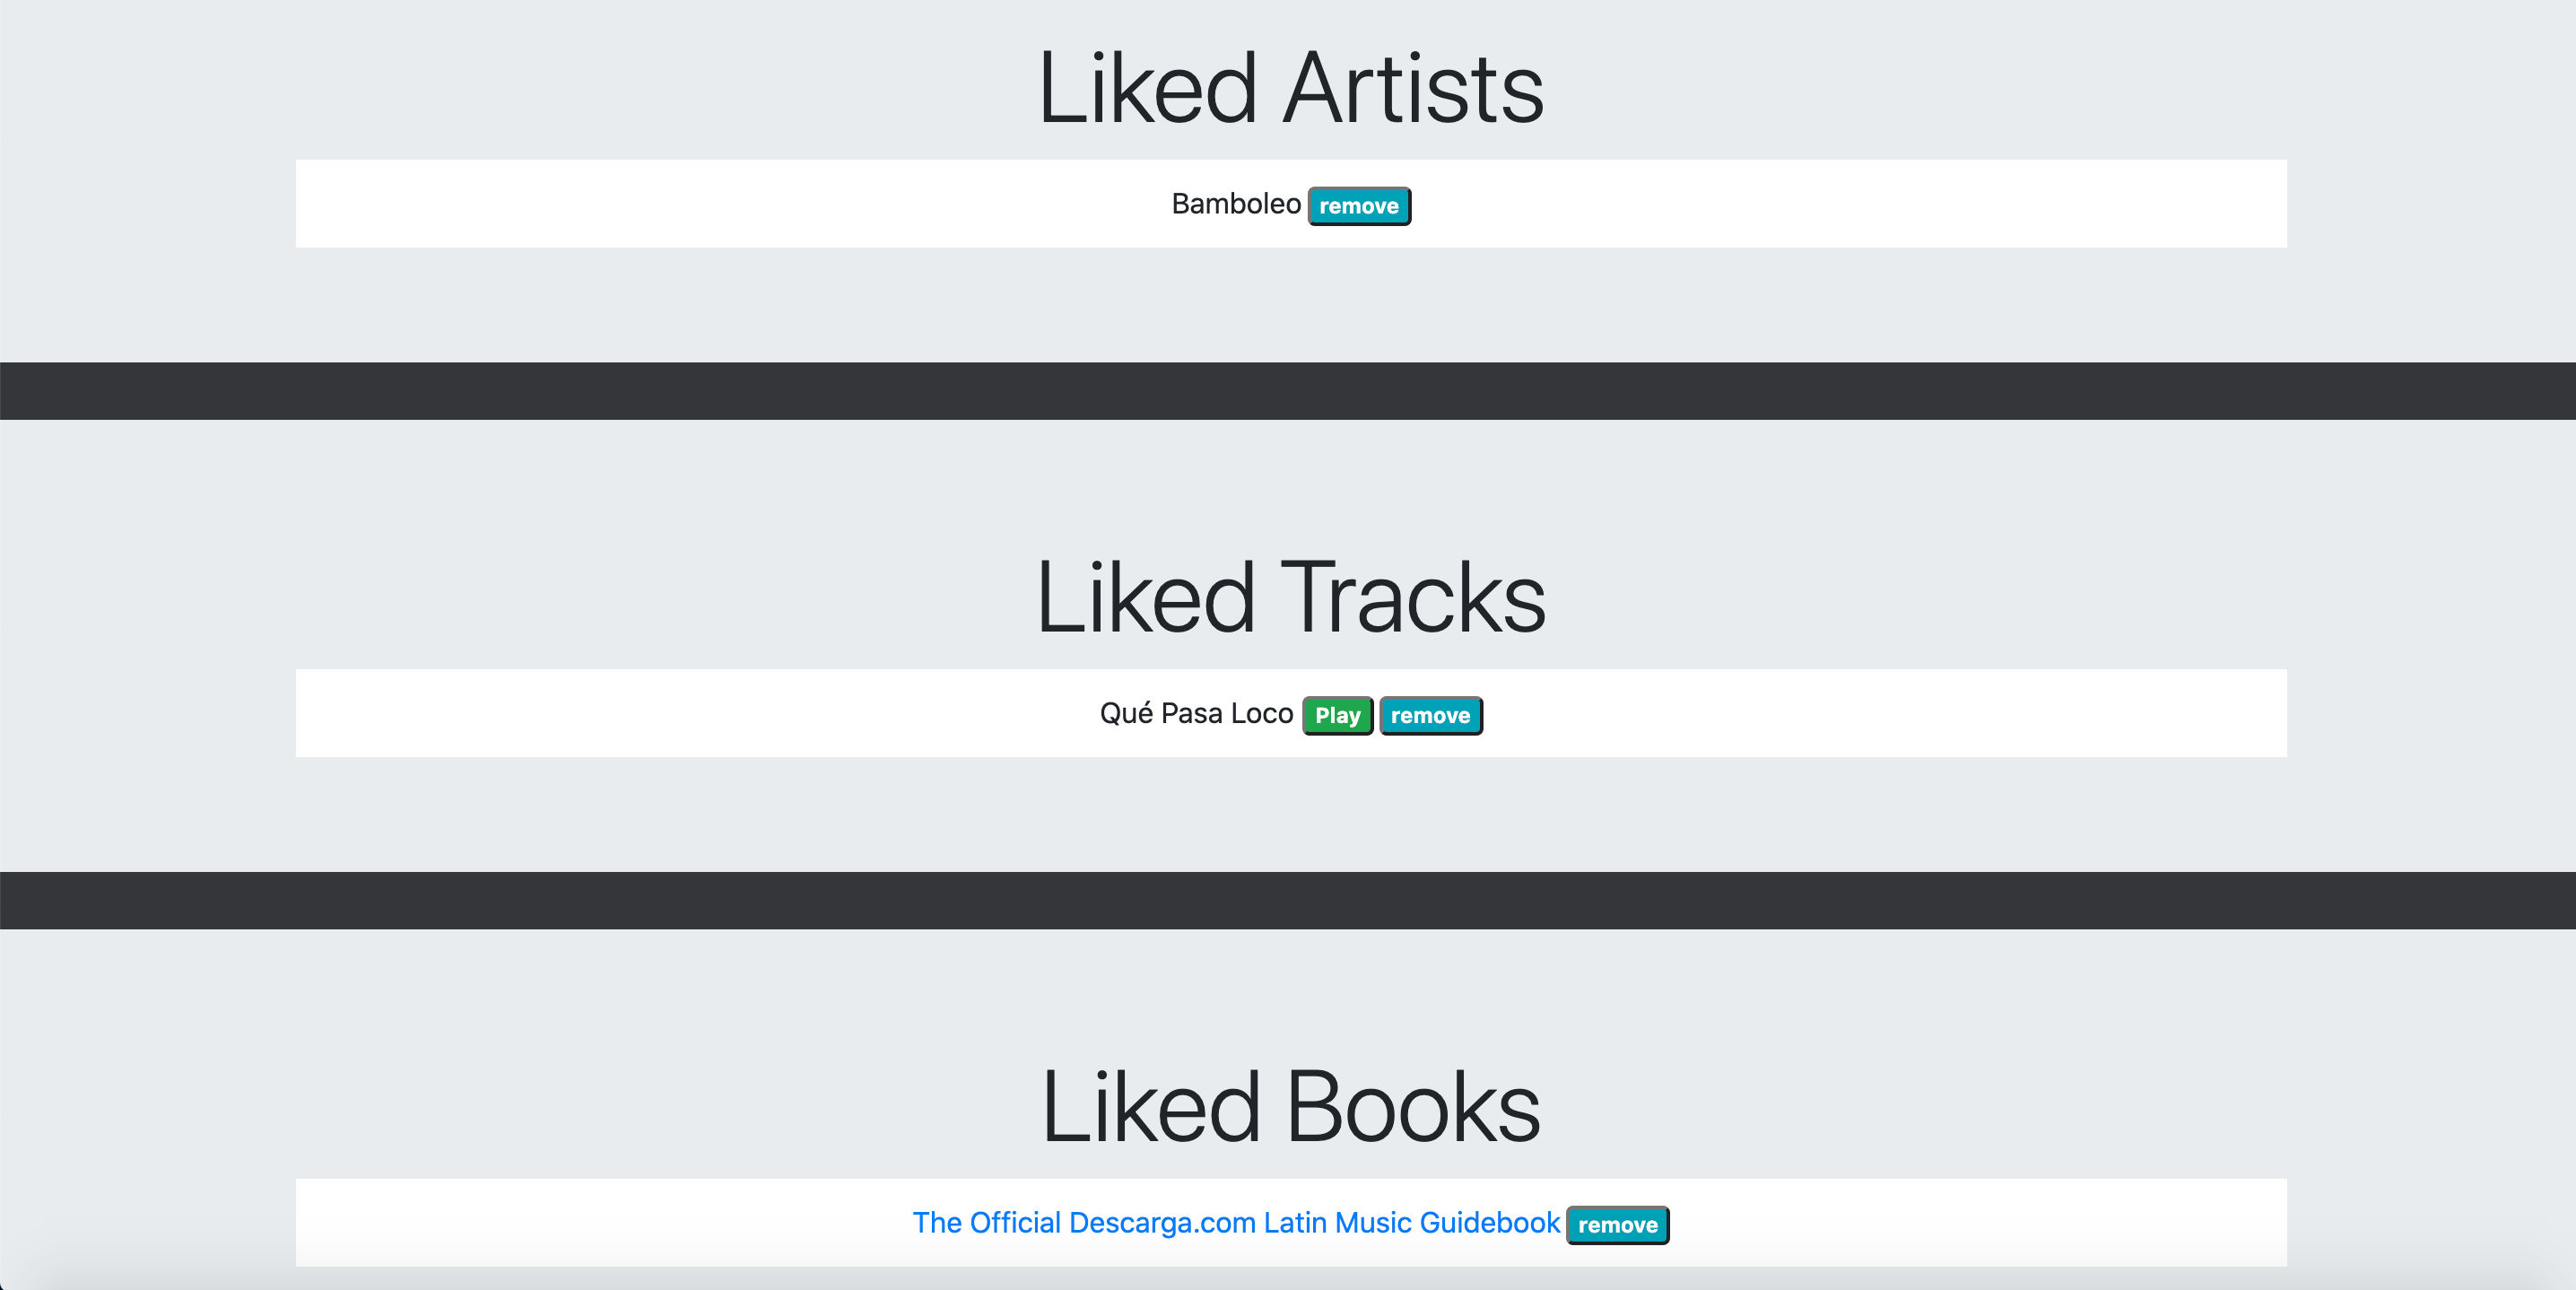 Liked Artists
Bamboleo remove
Liked Tracks
Qué Pasa Loco Play remove
Liked Books
The Official Descarga.com Latin Music Guidebook remove